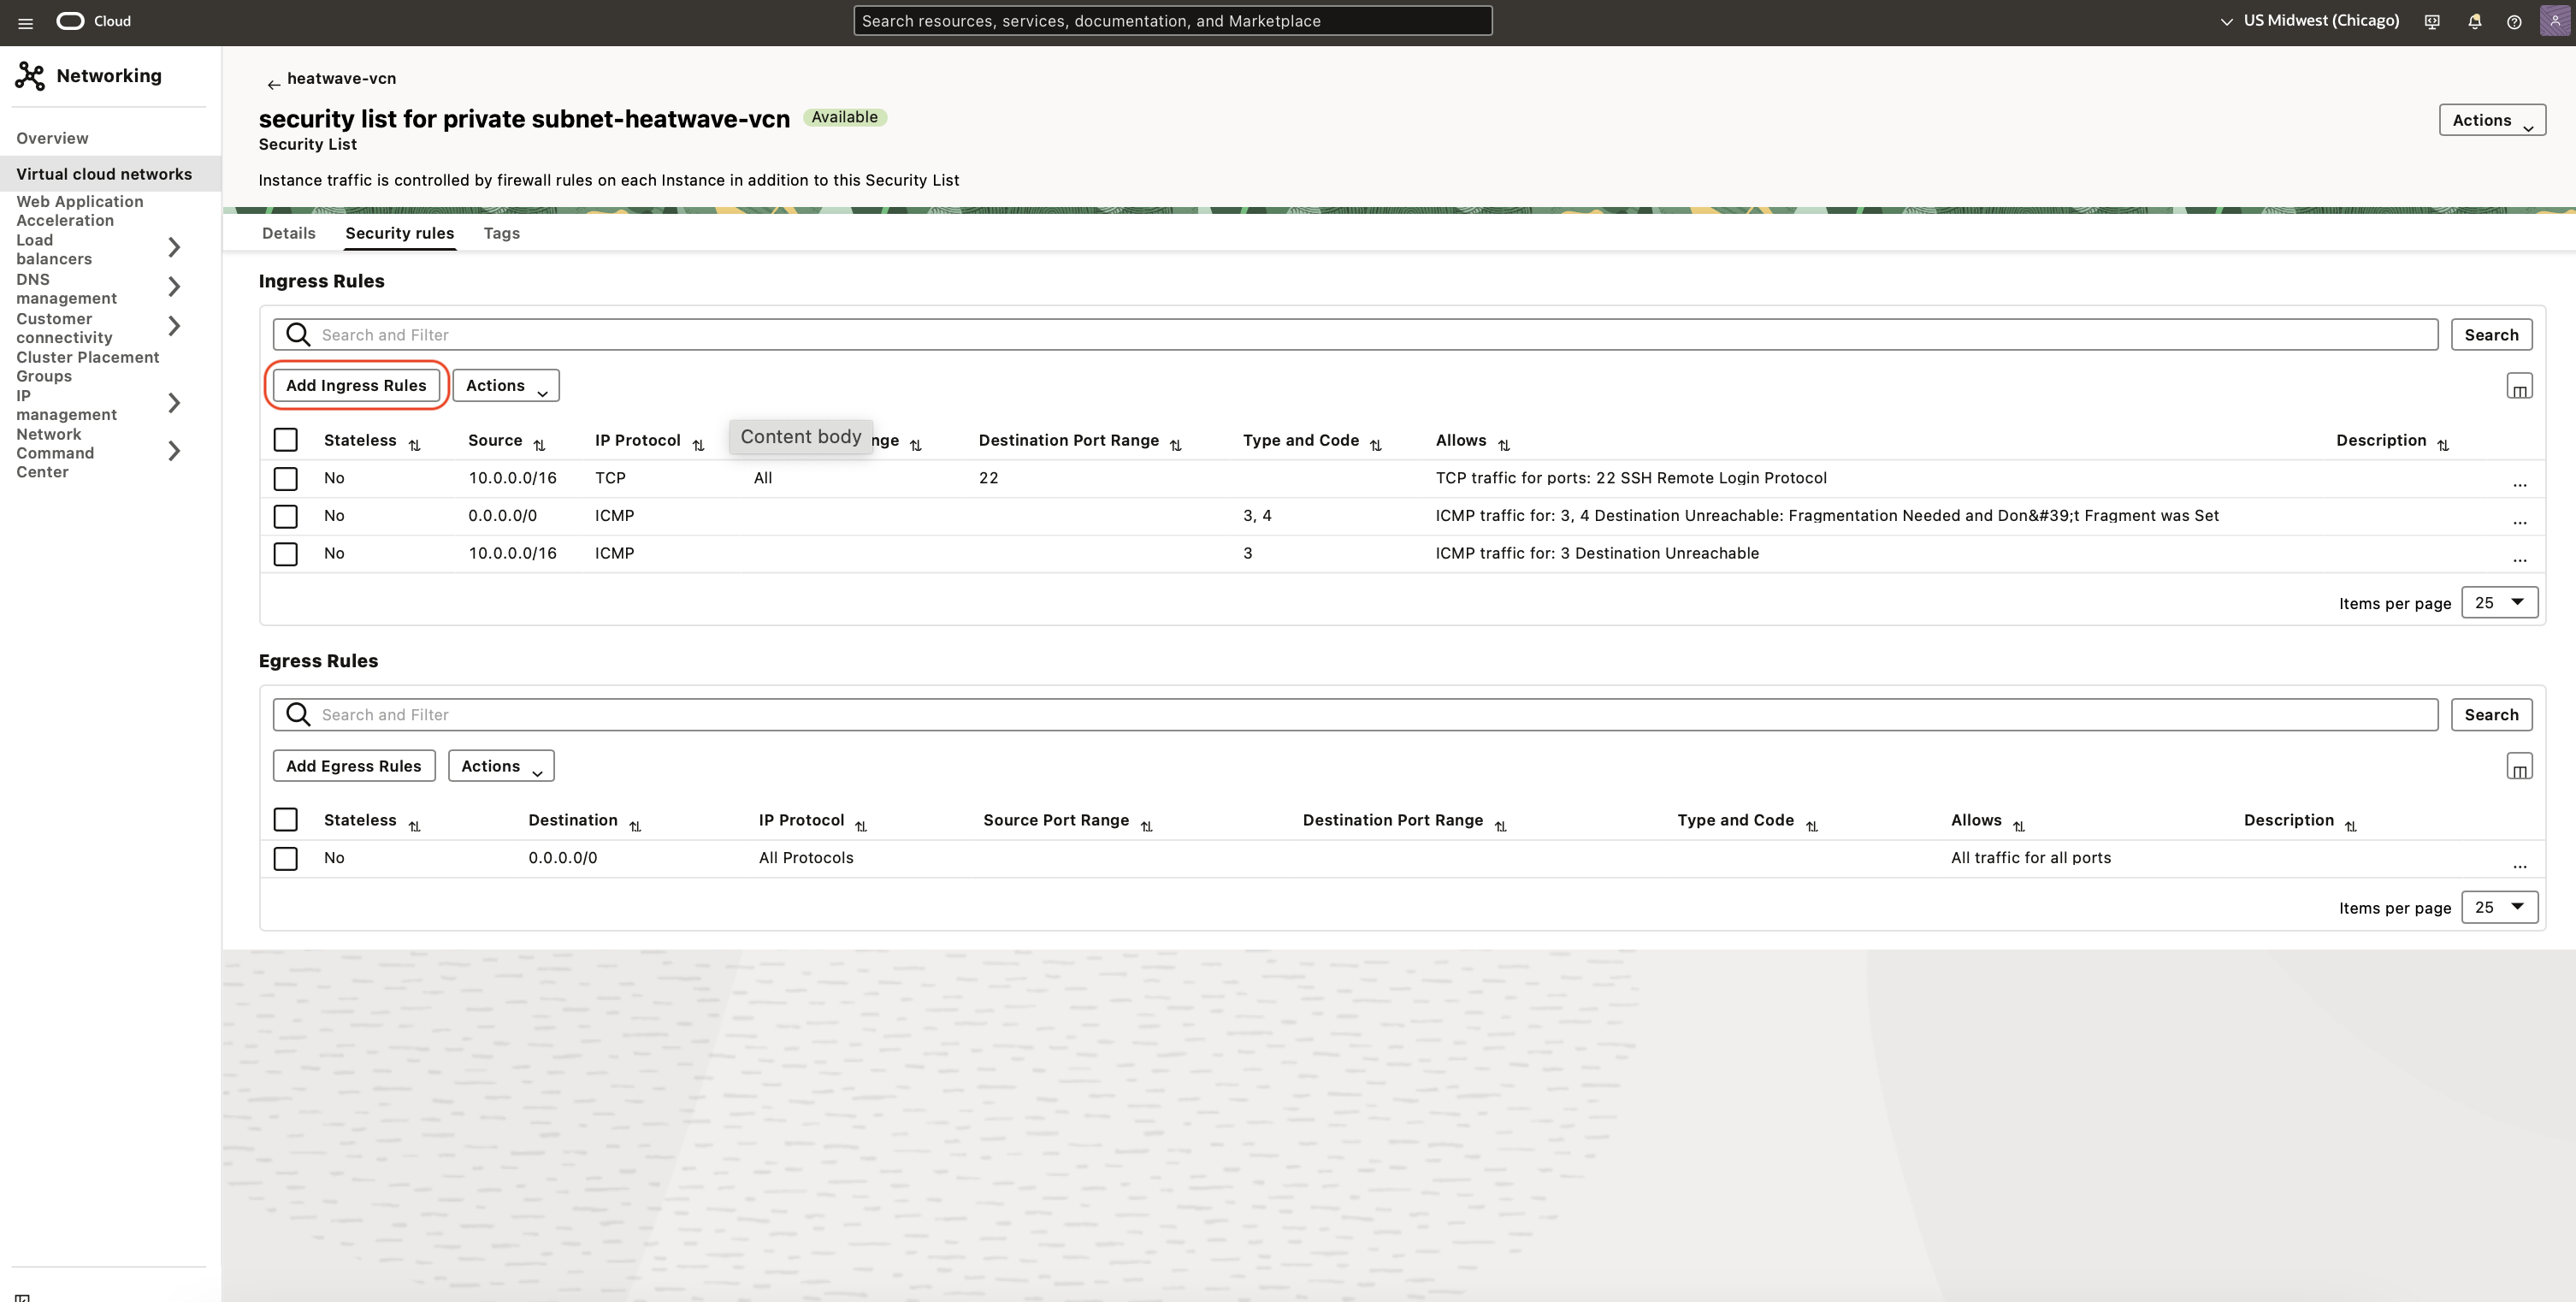 Cloud
Search resources, services, documentation, and Marketplace
US Midwest (Chicago)
Networking
Overview
Virtual cloud networks
Web Application
Acceleration
Load
balancers
DNS
management
Customer
connectivity
Cluster Placement
Groups
IP
management
Network
Command
Center
heatwave-vcn
security list for private subnet-heatwave-vcn Available
Actions
Security List
Instance traffic is controlled by firewall rules on each Instance in addition to this Security List
Details Security rules Tags
Ingress Rules
Search and Filter Search
Add Ingress Rules Actions
Stateless Source IP Protocol Content body nge Destination Port Range Type and Code Allows Description
No 10.0.0.0/16 TCP All 22 TCP traffic for ports: 22 SSH Remote Login Protocol ...
No 0.0.0.0/0 ICMP 3, 4 ICMP traffic for: 3, 4 Destination Unreachable: Fragmentation Needed and Don&#39;t Fragment was Set ...
No 10.0.0.0/16 ICMP 3 ICMP traffic for: 3 Destination Unreachable ...
Items per page 25
Egress Rules
Search and Filter Search
Add Egress Rules Actions
Stateless Destination IP Protocol Source Port Range Destination Port Range Type and Code Allows Description
No 0.0.0.0/0 All Protocols All traffic for all ports ...
Items per page 25